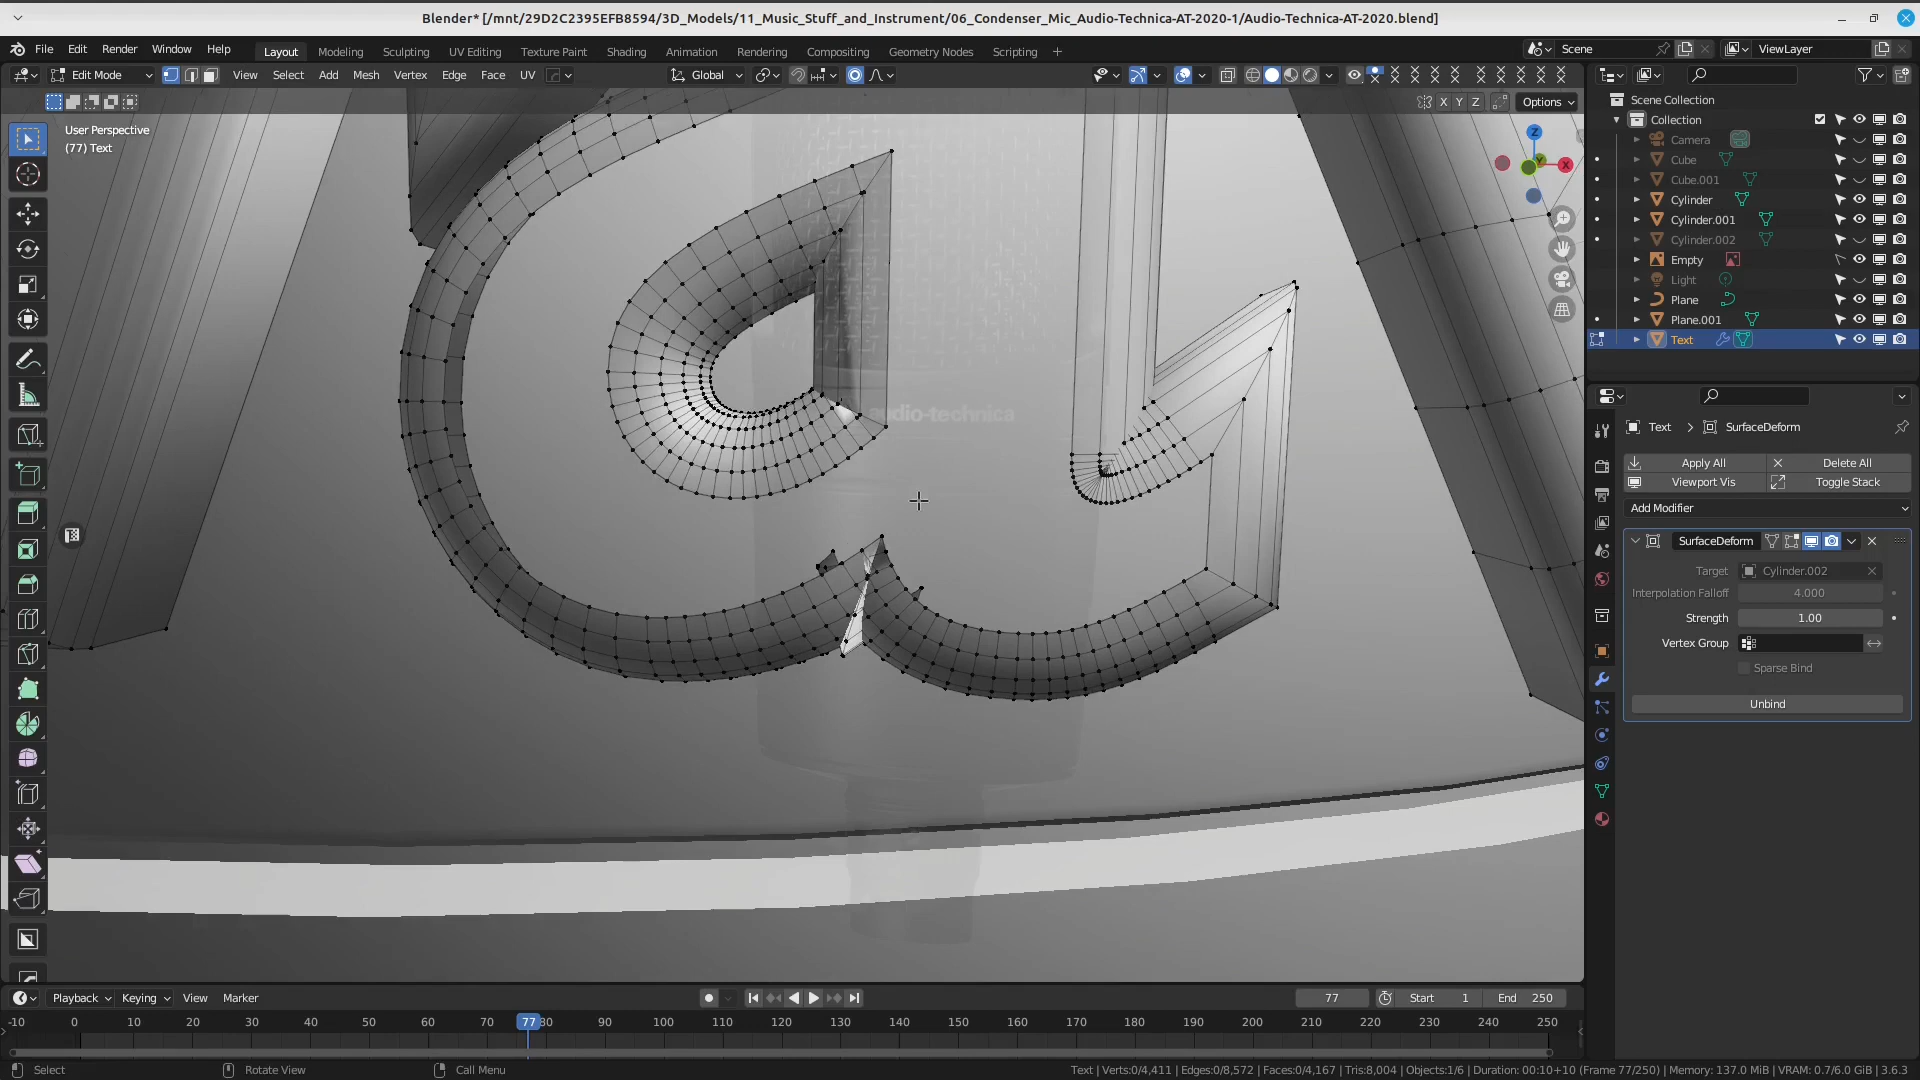 Blender* [/mnt/29D2C2395EFB8594/3D_Models/11_Music_Stuff_and_Instrument/06_Condenser_Mic_Audio-Technica-AT-2020-1/Audio-Technica-AT-2020.blend]
File Edit Render Window Help Layout Modeling Sculpting UV Editing Texture Paint Shading Animation Rendering Compositing Geometry Nodes Scripting + Scene ViewLayer
Edit Mode View Select Add Mesh Vertex Edge Face UV Global
X Y Z Options
User Perspective
(77) Text
Z
Y
X
audio-technica
Scene Collection
Collection
Camera
Cube
Cube.001
Cylinder
Cylinder.001
Cylinder.002
Empty
Light
Plane
Plane.001
Text
Text > SurfaceDeform
Apply All Delete All
Viewport Vis Toggle Stack
Add Modifier
SurfaceDeform
Target Cylinder.002
Interpolation Falloff 4.000
Strength 1.00
Vertex Group
Sparse Bind
Unbind
Playback Keying View Marker 77 Start 1 End 250
-10 0 10 20 30 40 50 60 70 77 80 90 100 110 120 130 140 150 160 170 180 190 200 210 220 230 240 250
Select Rotate View Call Menu Text | Verts:0/4,411 | Edges:0/8,572 | Faces:0/4,167 | Tris:8,004 | Objects:1/6 | Duration: 00:10+10 (Frame 77/250) | Memory: 137.0 MiB | VRAM: 0.7/6.0 GiB | 3.6.3